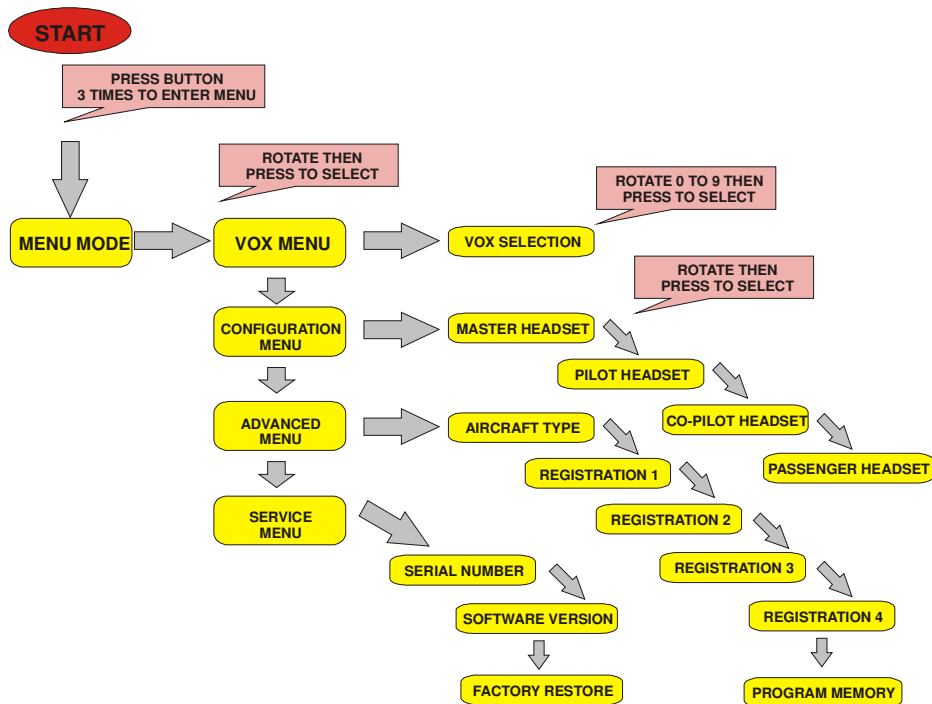 START
PRESS BUTTON
3 TIMES TO ENTER MENU
ROTATE THEN
PRESS TO SELECT
ROTATE 0 TO 9 THEN
PRESS TO SELECT
MENU MODE
VOX MENU
VOX SELECTION
ROTATE THEN
PRESS TO SELECT
CONFIGURATION
MENU
MASTER HEADSET
PILOT HEADSET
CO-PILOT HEADSET
PASSENGER HEADSET
ADVANCED
MENU
AIRCRAFT TYPE
REGISTRATION 1
REGISTRATION 2
REGISTRATION 3
REGISTRATION 4
PROGRAM MEMORY
SERVICE
MENU
SERIAL NUMBER
SOFTWARE VERSION
FACTORY RESTORE